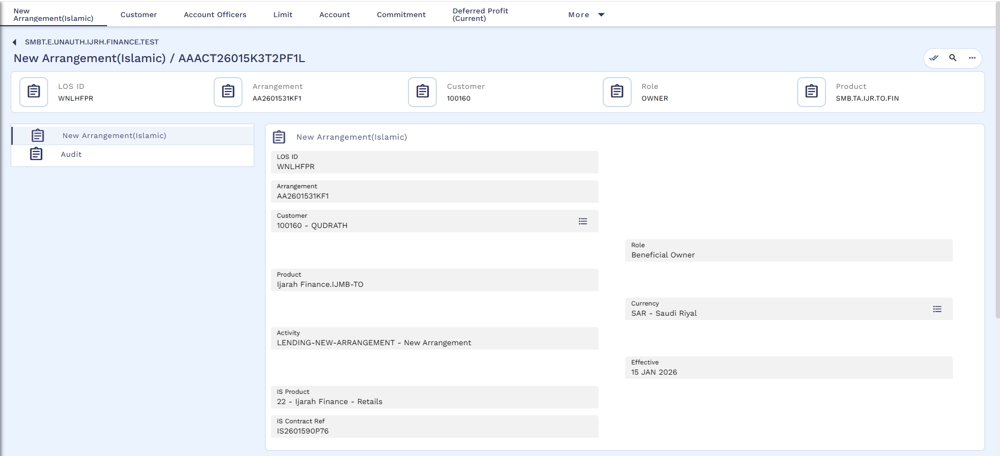 New
Arrangement(Islamic)
Customer
Account Officers
Limit
Account
Commitment
Deferred Profit
(Current)
More
SMBT.E.UNAUTH.IJRH.FINANCE.TEST
New Arrangement(Islamic) / AAACT26015K3T2PF1L
LOS ID
WNLHFPR
Arrangement
AA2601531KF1
Customer
100160
Role
OWNER
Product
SMB.TA.IJR.TO.FIN
New Arrangement(Islamic)
Audit
New Arrangement(Islamic)
LOS ID
WNLHFPR
Arrangement
AA2601531KF1
Customer
100160 - QUDRATH
Role
Beneficial Owner
Product
Ijarah Finance.IJMB-TO
Currency
SAR - Saudi Riyal
Activity
LENDING-NEW-ARRANGEMENT - New Arrangement
Effective
15 JAN 2026
IS Product
22 - Ijarah Finance - Retails
IS Contract Ref
IS2601590P76